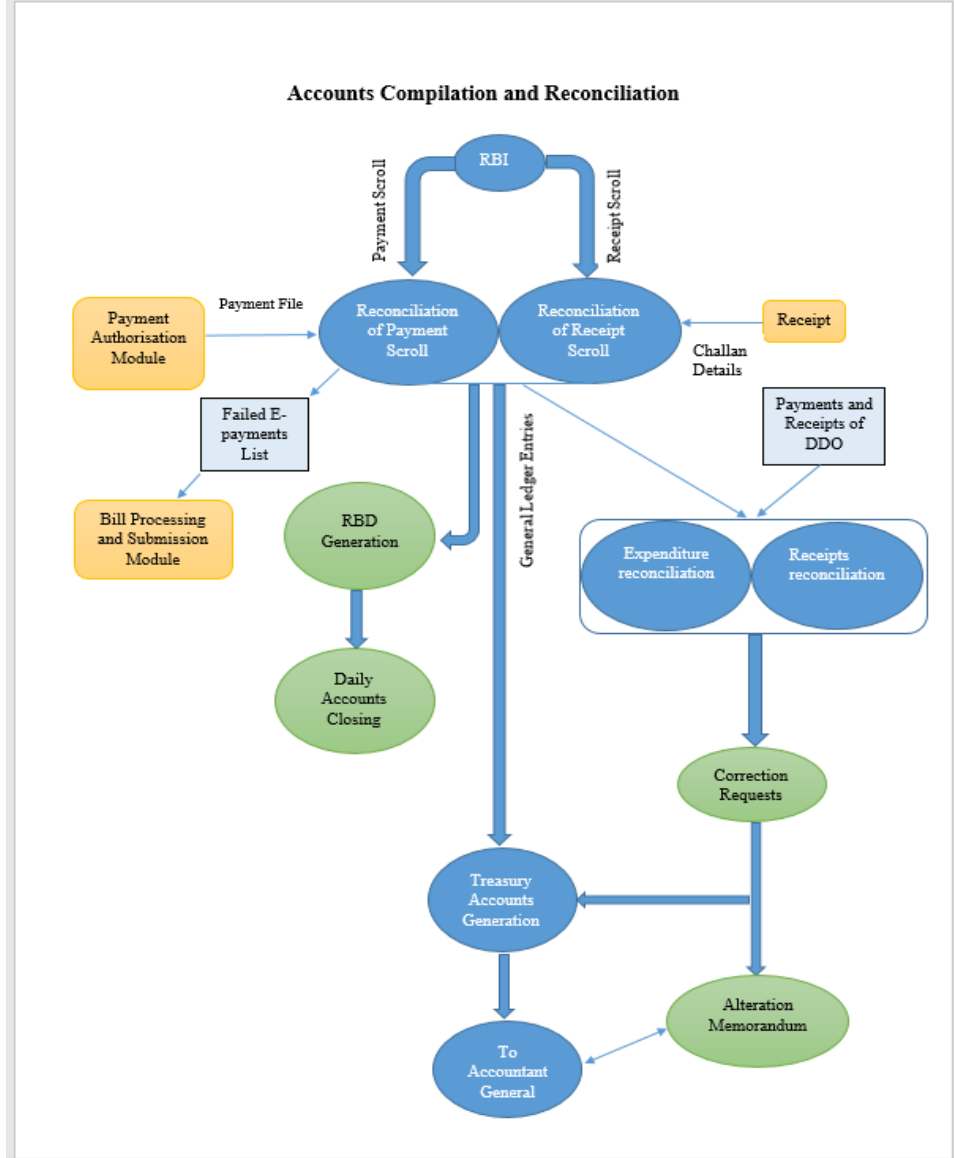 Accounts Compilation and Reconciliation
RBI
Payment Scroll
Receipt Scroll
Payment
Authorisation
Module
Payment File
Reconciliation
of Payment
Scroll
Reconciliation
of Receipt
Scroll
Receipt
Challan
Details
Failed E-
payments
List
Payments and
Receipts of
DDO
General Ledger Entries
Bill Processing
and Submission
Module
RBD
Generation
Expenditure
reconciliation
Receipts
reconciliation
Daily
Accounts
Closing
Correction
Requests
Treasury
Accounts
Generation
Alteration
Memorandum
To
Accountant
General